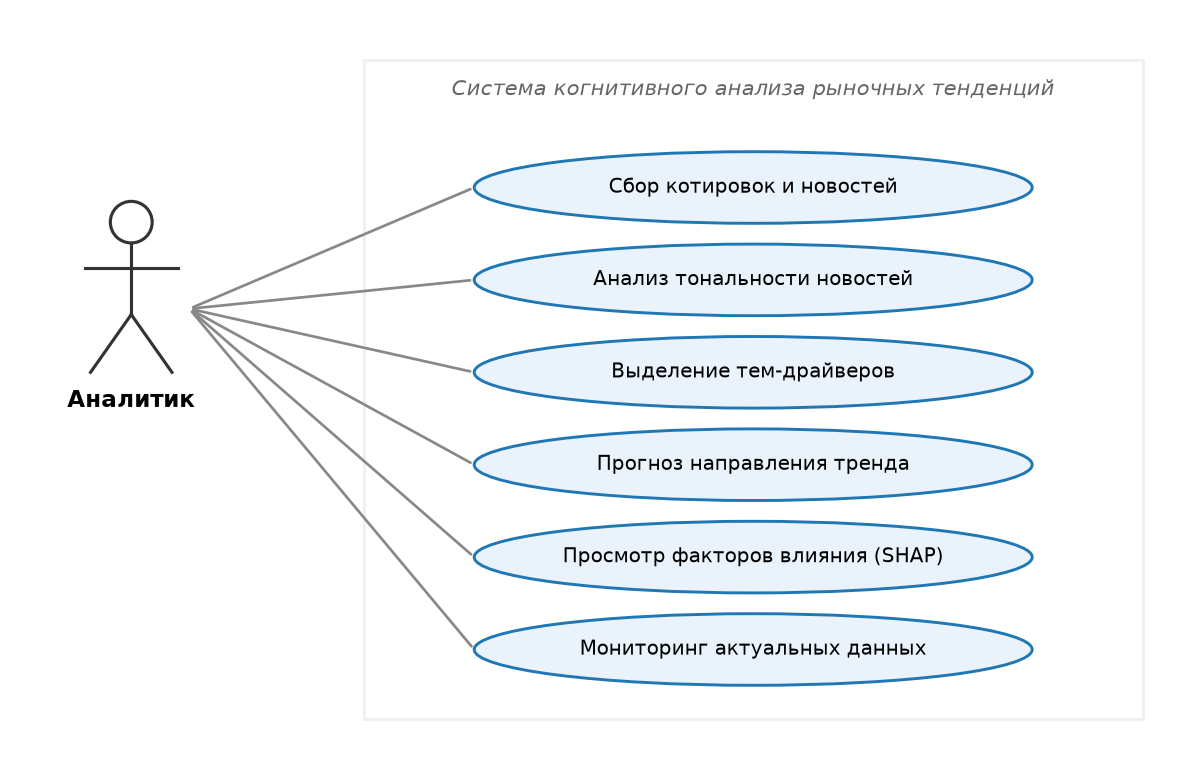 Система когнитивного анализа рыночных тенденций
Сбор котировок и новостей
Анализ тональности новостей
Выделение тем-драйверов
Аналитик
Прогноз направления тренда
Просмотр факторов влияния (SHAP)
Мониторинг актуальных данных